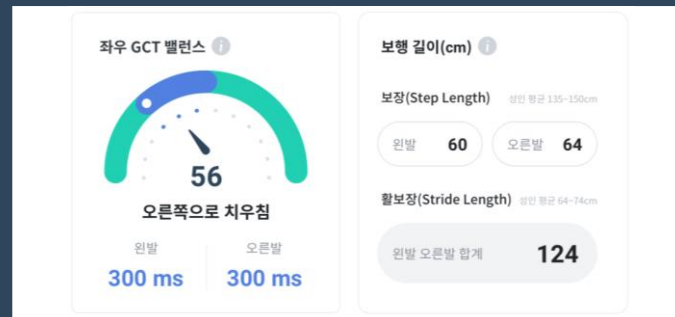 좌우 GCT 밸런스
56
오른쪽으로 치우침
왼발 오른발
300 ms 300 ms
보행 길이(cm)
보장(Step Length) 성인 평균 135~150cm
왼발 60 오른발 64
활보장(Stride Length) 성인 평균 64~74cm
왼발 오른발 합계 124